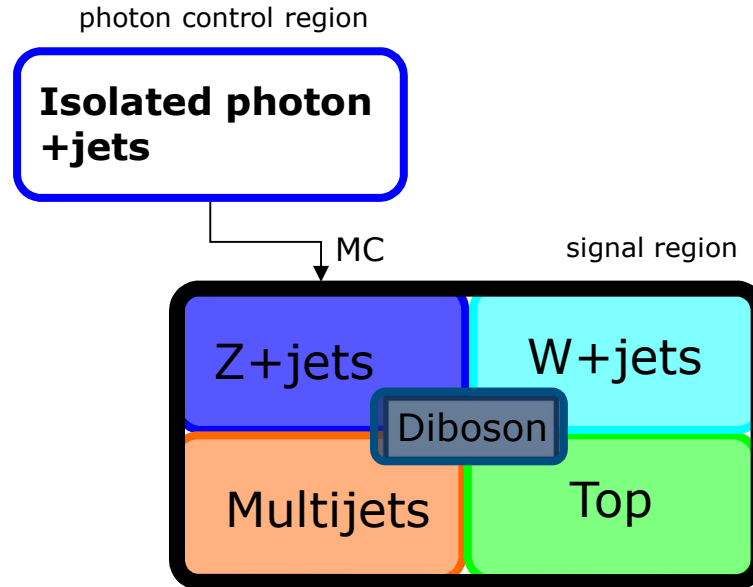 photon control region
Isolated photon
+jets
MC
signal region
Z+jets
W+jets
Diboson
Multijets
Top